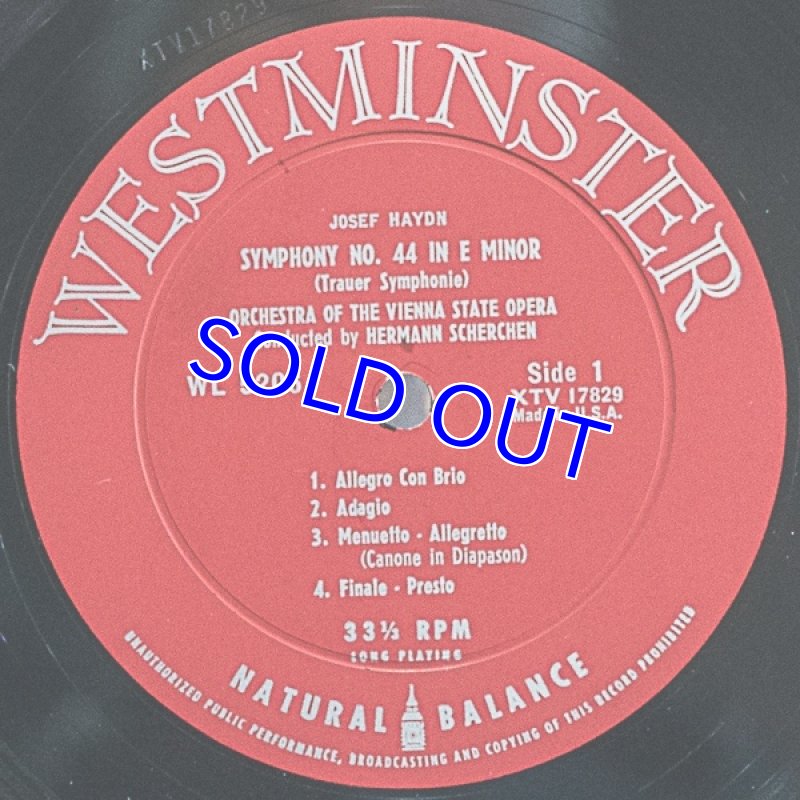 XTV17829
WESTMINSTER
JOSEF HAYDN
SYMPHONY NO. 44 IN E MINOR
(Trauer Symphonie)
ORCHESTRA OF THE VIENNA STATE OPERA
Conducted by HERMANN SCHERCHEN
WL
Side 1
XTV 17829
Made U.S.A.
SOLD OUT
1. Allegro Con Brio
2. Adagio
3. Menuetto - Allegretto
(Canone in Diapason)
4. Finale - Presto
33⅓ RPM
LONG PLAYING
NATURAL BALANCE
UNAUTHORIZED PUBLIC PERFORMANCE, BROADCASTING AND COPYING OF THIS RECORD PROHIBITED